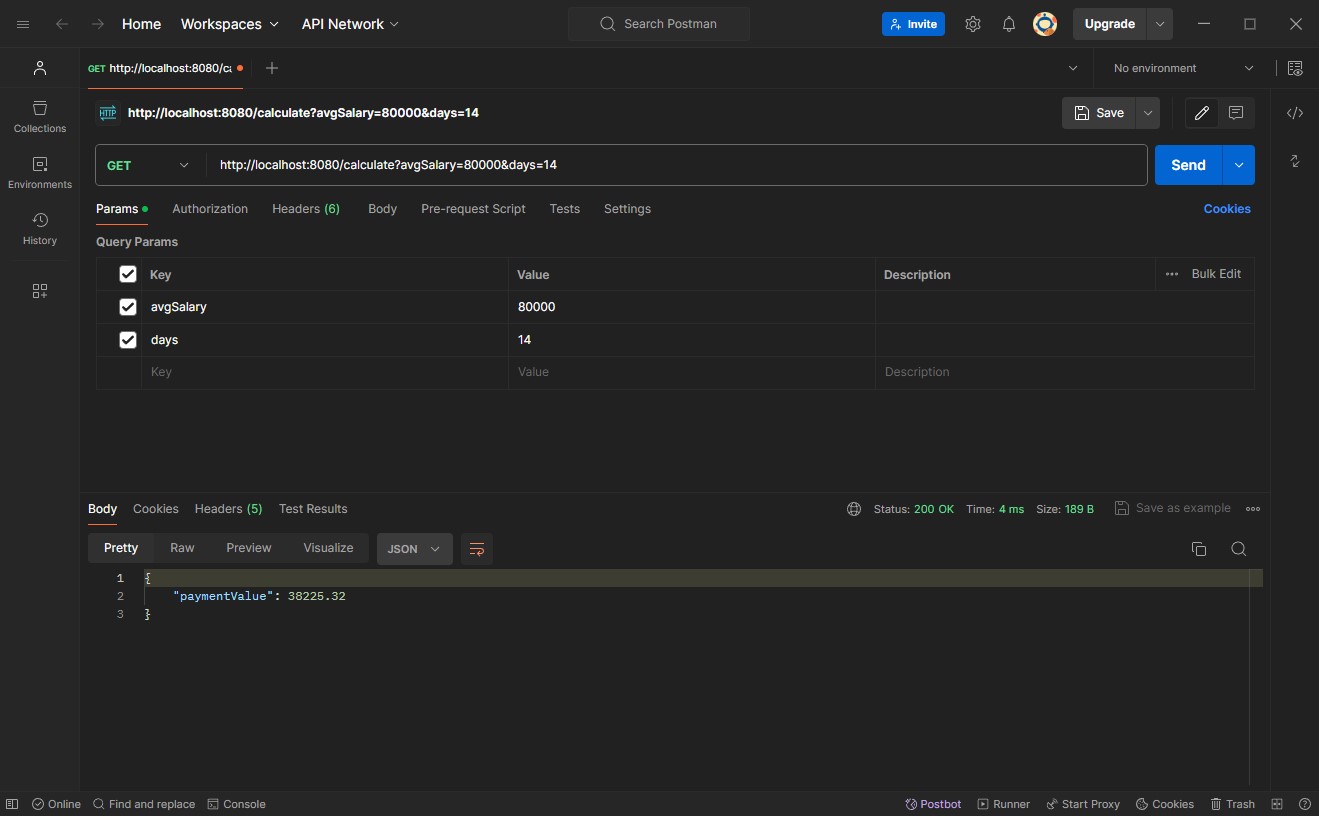 Home Workspaces API Network Search Postman Invite Upgrade
GET http://localhost:8080/ca No environment
HTTP http://localhost:8080/calculate?avgSalary=80000&days=14 Save
Collections
Environments
History
GET http://localhost:8080/calculate?avgSalary=80000&days=14 Send
Params Authorization Headers (6) Body Pre-request Script Tests Settings Cookies
Query Params
Key Value Description Bulk Edit
avgSalary 80000
days 14
Key Value Description
Body Cookies Headers (5) Test Results Status: 200 OK Time: 4 ms Size: 189 B Save as example
Pretty Raw Preview Visualize JSON
1 {
2 "paymentValue": 38225.32
3 }
Online Find and replace Console Postbot Runner Start Proxy Cookies Trash